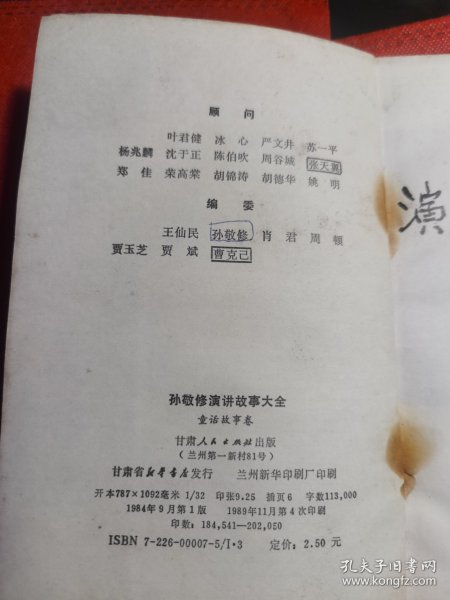 顾 问
叶君健 冰心 严文井 苏一平
杨兆麟 沈于正 陈伯吹 周谷城 张天翼
郑佳 荣高棠 胡锦涛 胡德华 姚明
编 委
王仙民 孙敬修 肖君 周顿
贾玉芝 贾斌 曹克己
孙敬修演讲故事大全
童话故事卷
甘肃人民出版社出版
(兰州第一新村81号)
甘肃省新华书店发行 兰州新华印刷厂印刷
开本787×1092毫米 1/32 印张9.25 插页6 字数113,000
1984年9月第1版 1989年11月第4次印刷
印数:184,541—202,050
ISBN 7-226-00007-5/I·3 定价:2.50元
演
孔夫子旧书网
www.kongfz.com